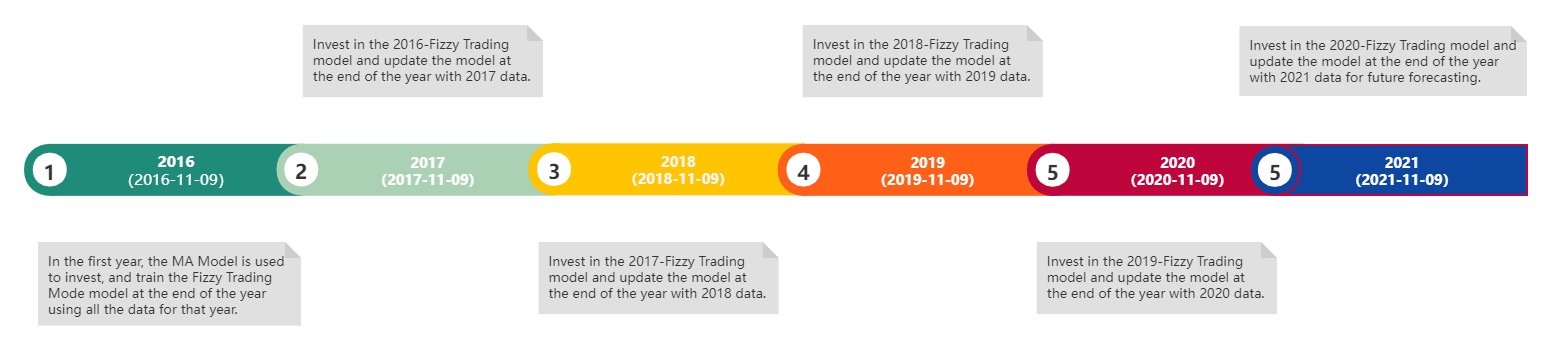 Invest in the 2016-Fizzy Trading
model and update the model at
the end of the year with 2017 data.
Invest in the 2018-Fizzy Trading
model and update the model at
the end of the year with 2019 data.
Invest in the 2020-Fizzy Trading model and
update the model at the end of the year
with 2021 data for future forecasting.
1
2016
(2016-11-09)
2
2017
(2017-11-09)
3
2018
(2018-11-09)
4
2019
(2019-11-09)
5
2020
(2020-11-09)
5
2021
(2021-11-09)
In the first year, the MA Model is used
to invest, and train the Fizzy Trading
Mode model at the end of the year
using all the data for that year.
Invest in the 2017-Fizzy Trading
model and update the model at
the end of the year with 2018 data.
Invest in the 2019-Fizzy Trading
model and update the model at
the end of the year with 2020 data.